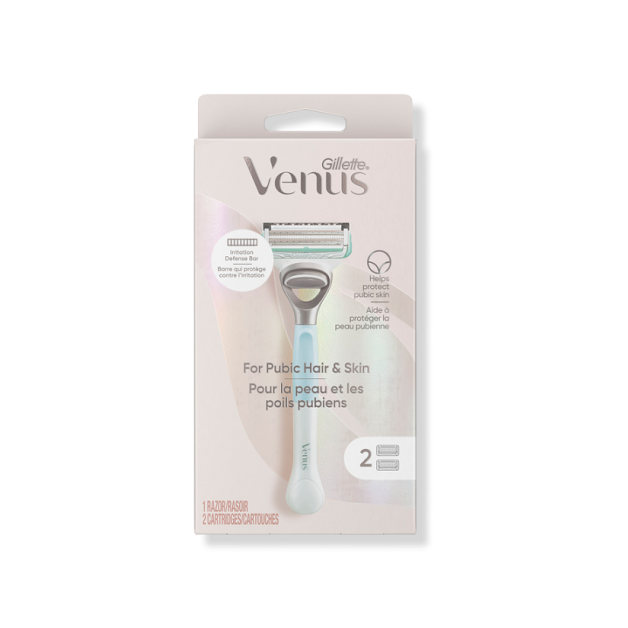 Gillette®
Venus
Irritation
Defense Bar
Barre qui protège
contre l'irritation
Helps
protect
pubic skin
Aide à
protéger la
peau pubienne
For Pubic Hair & Skin
Pour la peau et les
poils pubiens
Venus
2
1 RAZOR/RASOIR
2 CARTRIDGES/CARTOUCHES